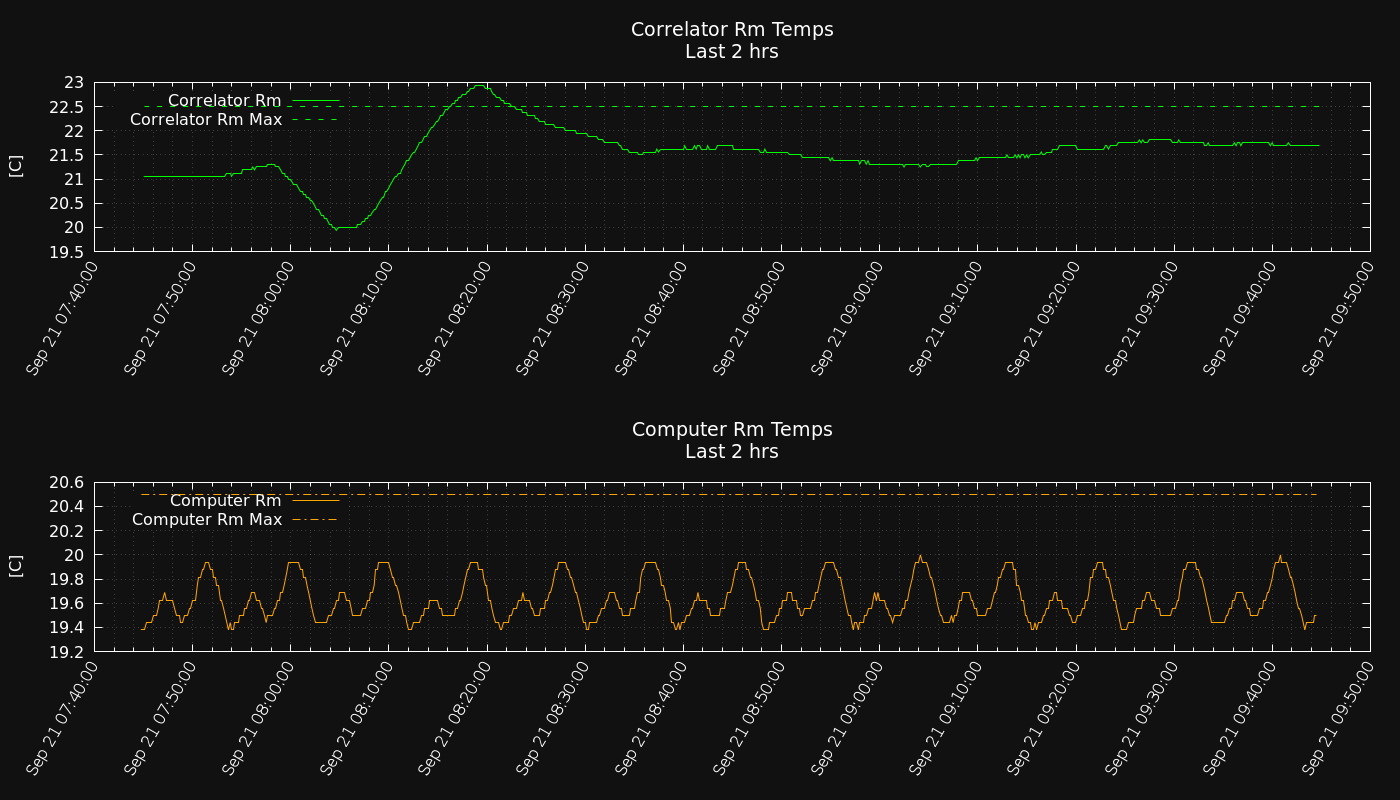 Correlator Rm Temps
Last 2 hrs
23
22.5
22
21.5
21
20.5
20
19.5
[C]
Correlator Rm
Correlator Rm Max
Sep 21 07:40:00
Sep 21 07:50:00
Sep 21 08:00:00
Sep 21 08:10:00
Sep 21 08:20:00
Sep 21 08:30:00
Sep 21 08:40:00
Sep 21 08:50:00
Sep 21 09:00:00
Sep 21 09:10:00
Sep 21 09:20:00
Sep 21 09:30:00
Sep 21 09:40:00
Sep 21 09:50:00
Computer Rm Temps
Last 2 hrs
20.6
20.4
20.2
20
19.8
19.6
19.4
19.2
[C]
Computer Rm
Computer Rm Max
Sep 21 07:40:00
Sep 21 07:50:00
Sep 21 08:00:00
Sep 21 08:10:00
Sep 21 08:20:00
Sep 21 08:30:00
Sep 21 08:40:00
Sep 21 08:50:00
Sep 21 09:00:00
Sep 21 09:10:00
Sep 21 09:20:00
Sep 21 09:30:00
Sep 21 09:40:00
Sep 21 09:50:00